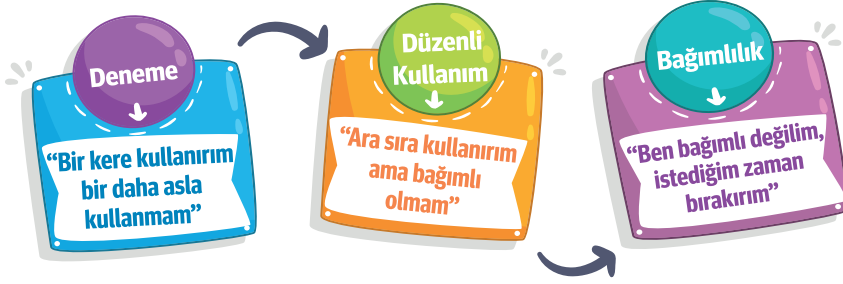 Deneme
“Bir kere kullanırım
bir daha asla
kullanmam”
Düzenli
Kullanım
“Ara sıra kullanırım
ama bağımlı
olmam”
Bağımlılık
“Ben bağımlı değilim,
istediğim zaman
bırakırım”